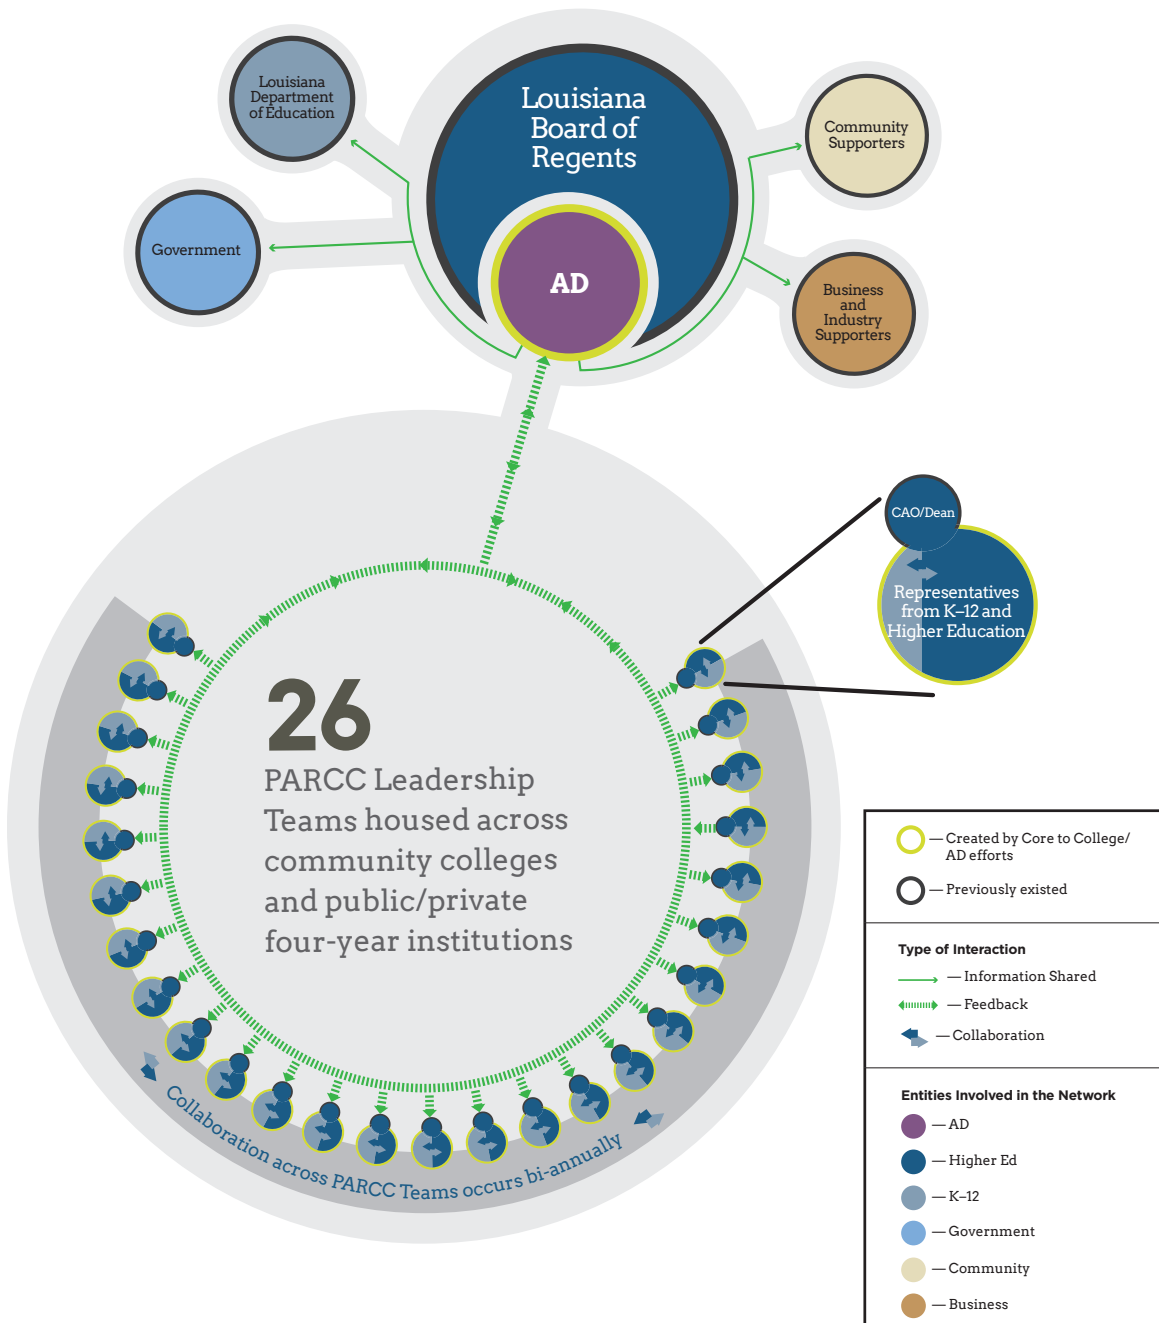 Louisiana
Department
of Education
Louisiana
Board of
Regents
Community
Supporters
Government
AD
Business
and
Industry
Supporters
CAO/Dean
Representatives
from K–12 and
Higher Education
26
PARCC Leadership
Teams housed across
community colleges
and public/private
four-year institutions
Collaboration across PARCC Teams occurs bi-annually
— Created by Core to College/
AD efforts
— Previously existed
Type of Interaction
— Information Shared
— Feedback
— Collaboration
Entities Involved in the Network
— AD
— Higher Ed
— K–12
— Government
— Community
— Business